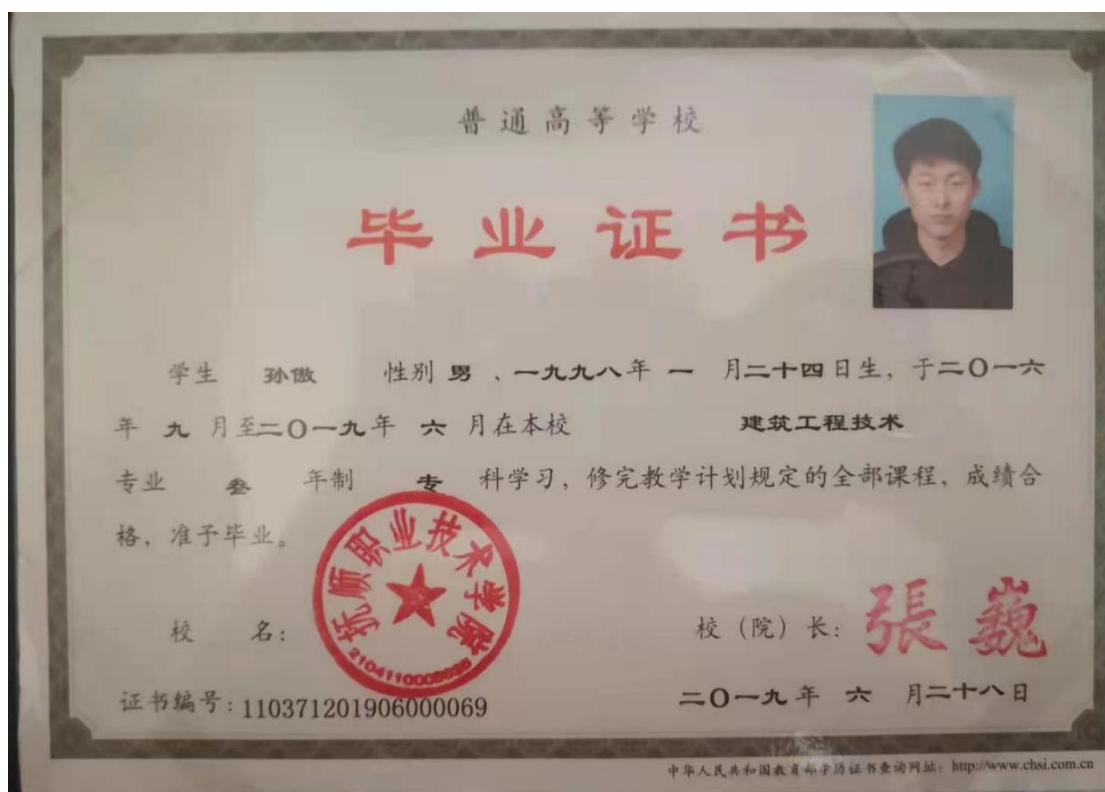 普通高等学校
毕业证书
学生 孙傲 性别 男 、一九九八年 一 月二十四日生，于二〇一六
年 九 月至二〇一九年 六 月在本校 建筑工程技术
专业 叁 年制 专 科学习，修完教学计划规定的全部课程，成绩合
格，准予毕业。
抚顺职业技术学院
校 名：
校（院）长：張巍
证书编号：110371201906000069
二〇一九年 六 月二十八日
中华人民共和国教育部学历证书查询网址：http://www.chsi.com.cn